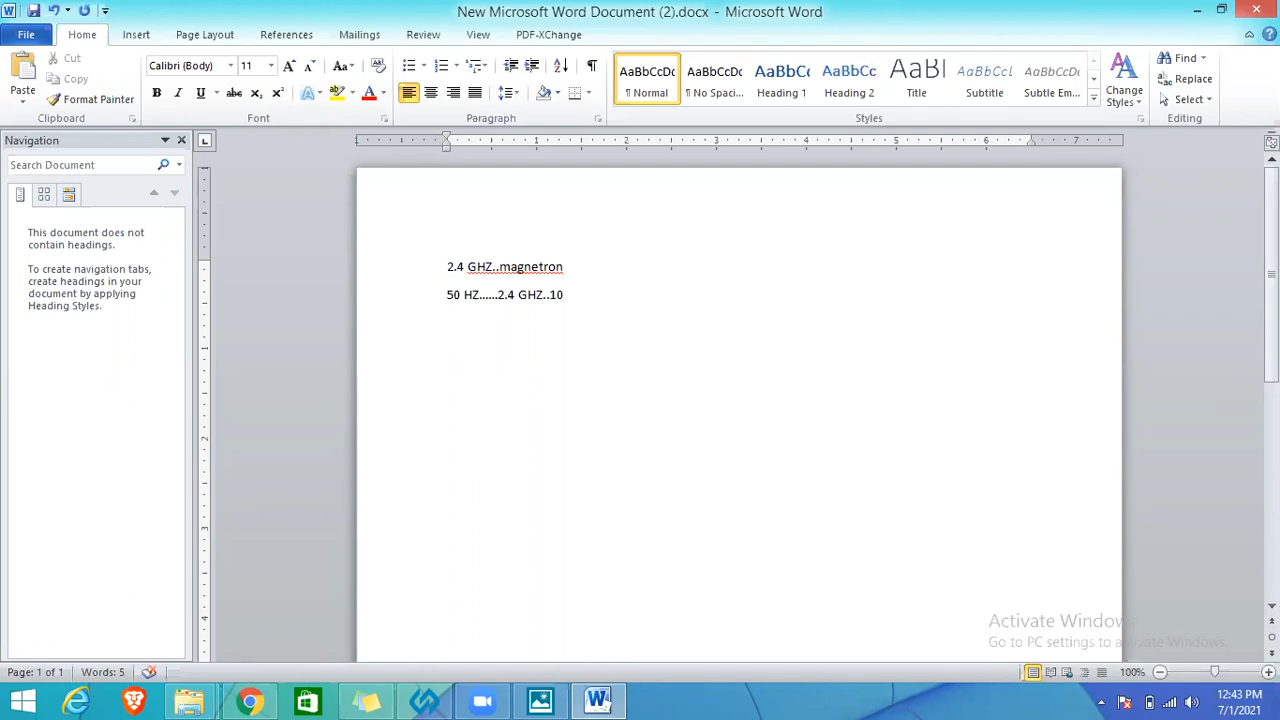 New Microsoft Word Document (2).docx - Microsoft Word
File Home Insert Page Layout References Mailings Review View PDF-XChange
Paste
Cut
Copy
Format Painter
Clipboard
Calibri (Body) 11
Font
Paragraph
AaBbCcDc ¶ Normal
AaBbCcDc ¶ No Spaci...
AaBbCc Heading 1
AaBbCc Heading 2
AaBl Title
AaBbCcL Subtitle
AaBbCcDc Subtle Em...
Change Styles
Styles
Find
Replace
Select
Editing
Navigation
Search Document
This document does not
contain headings.
To create navigation tabs,
create headings in your
document by applying
Heading Styles.
2.4 GHZ..magnetron
50 HZ......2.4 GHZ..10
Activate Windows
Go to PC settings to activate Windows.
Page: 1 of 1 Words: 5 100%
12:43 PM
7/1/2021